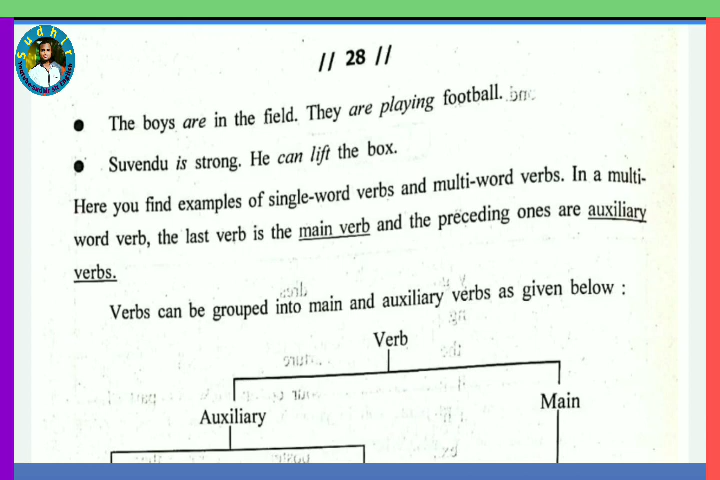 Sudhir
// 28 //
● The boys are in the field. They are playing football.
● Suvendu is strong. He can lift the box.
Here you find examples of single-word verbs and multi-word verbs. In a multi-
word verb, the last verb is the main verb and the preceding ones are auxiliary
verbs.
Verbs can be grouped into main and auxiliary verbs as given below :
Verb
Auxiliary
Main